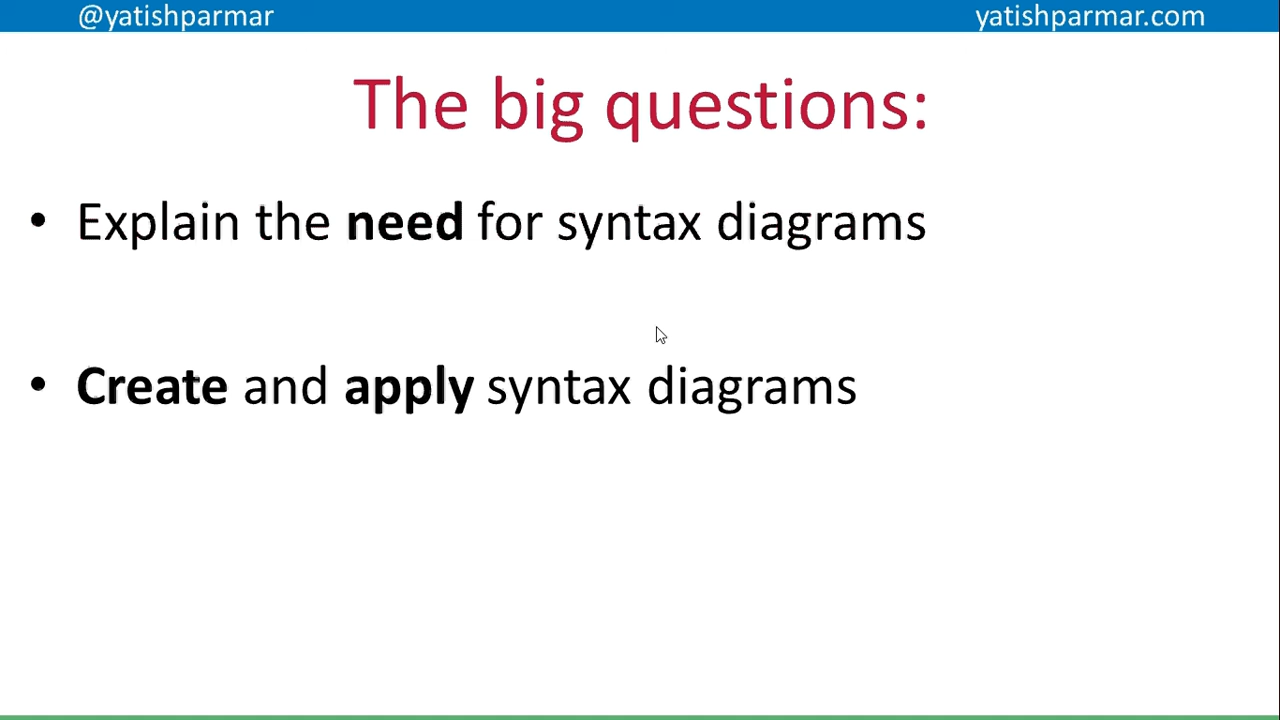 @yatishparmar
yatishparmar.com
The big questions:
• Explain the need for syntax diagrams
• Create and apply syntax diagrams